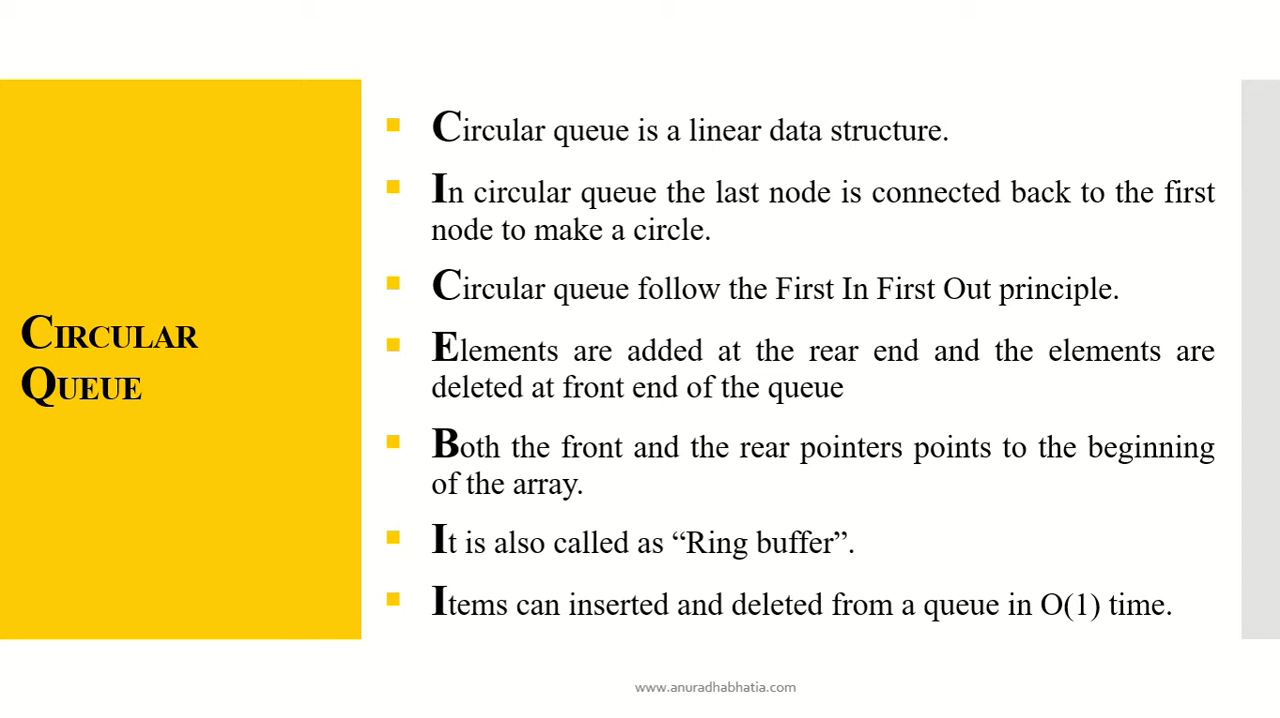 CIRCULAR
QUEUE
Circular queue is a linear data structure.
In circular queue the last node is connected back to the first
node to make a circle.
Circular queue follow the First In First Out principle.
Elements are added at the rear end and the elements are
deleted at front end of the queue
Both the front and the rear pointers points to the beginning
of the array.
It is also called as “Ring buffer”.
Items can inserted and deleted from a queue in O(1) time.
www.anuradhabhatia.com